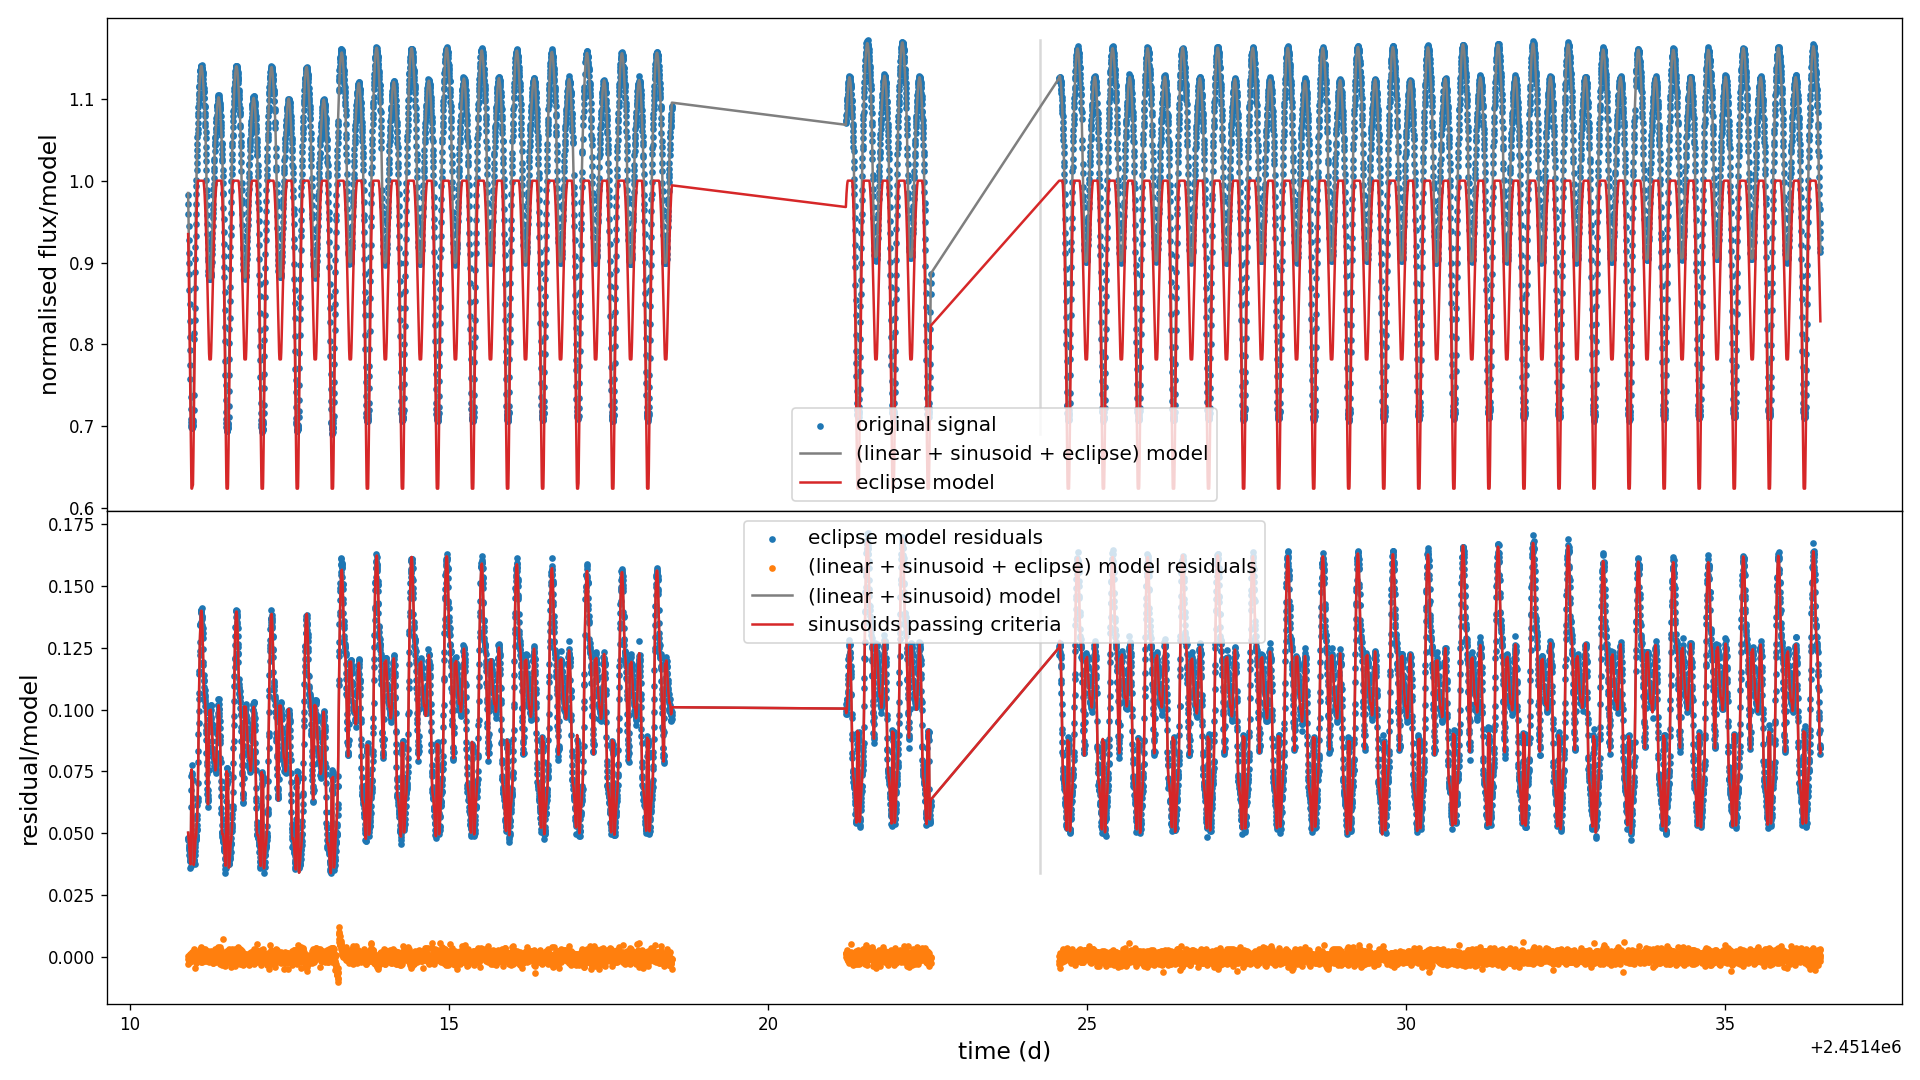 normalised flux/model
1.1
1.0
0.9
0.8
0.7
0.6
original signal
(linear + sinusoid + eclipse) model
eclipse model
residual/model
0.175
0.150
0.125
0.100
0.075
0.050
0.025
0.000
eclipse model residuals
(linear + sinusoid + eclipse) model residuals
(linear + sinusoid) model
sinusoids passing criteria
10
15
20
25
30
35
time (d)
+2.4514e6